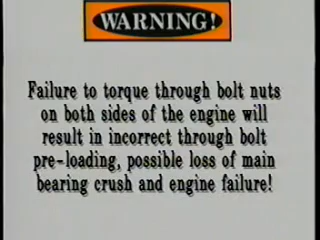 WARNING!
Failure to torque through bolt nuts
on both sides of the engine will
result in incorrect through bolt
pre-loading, possible loss of main
bearing crush and engine failure!